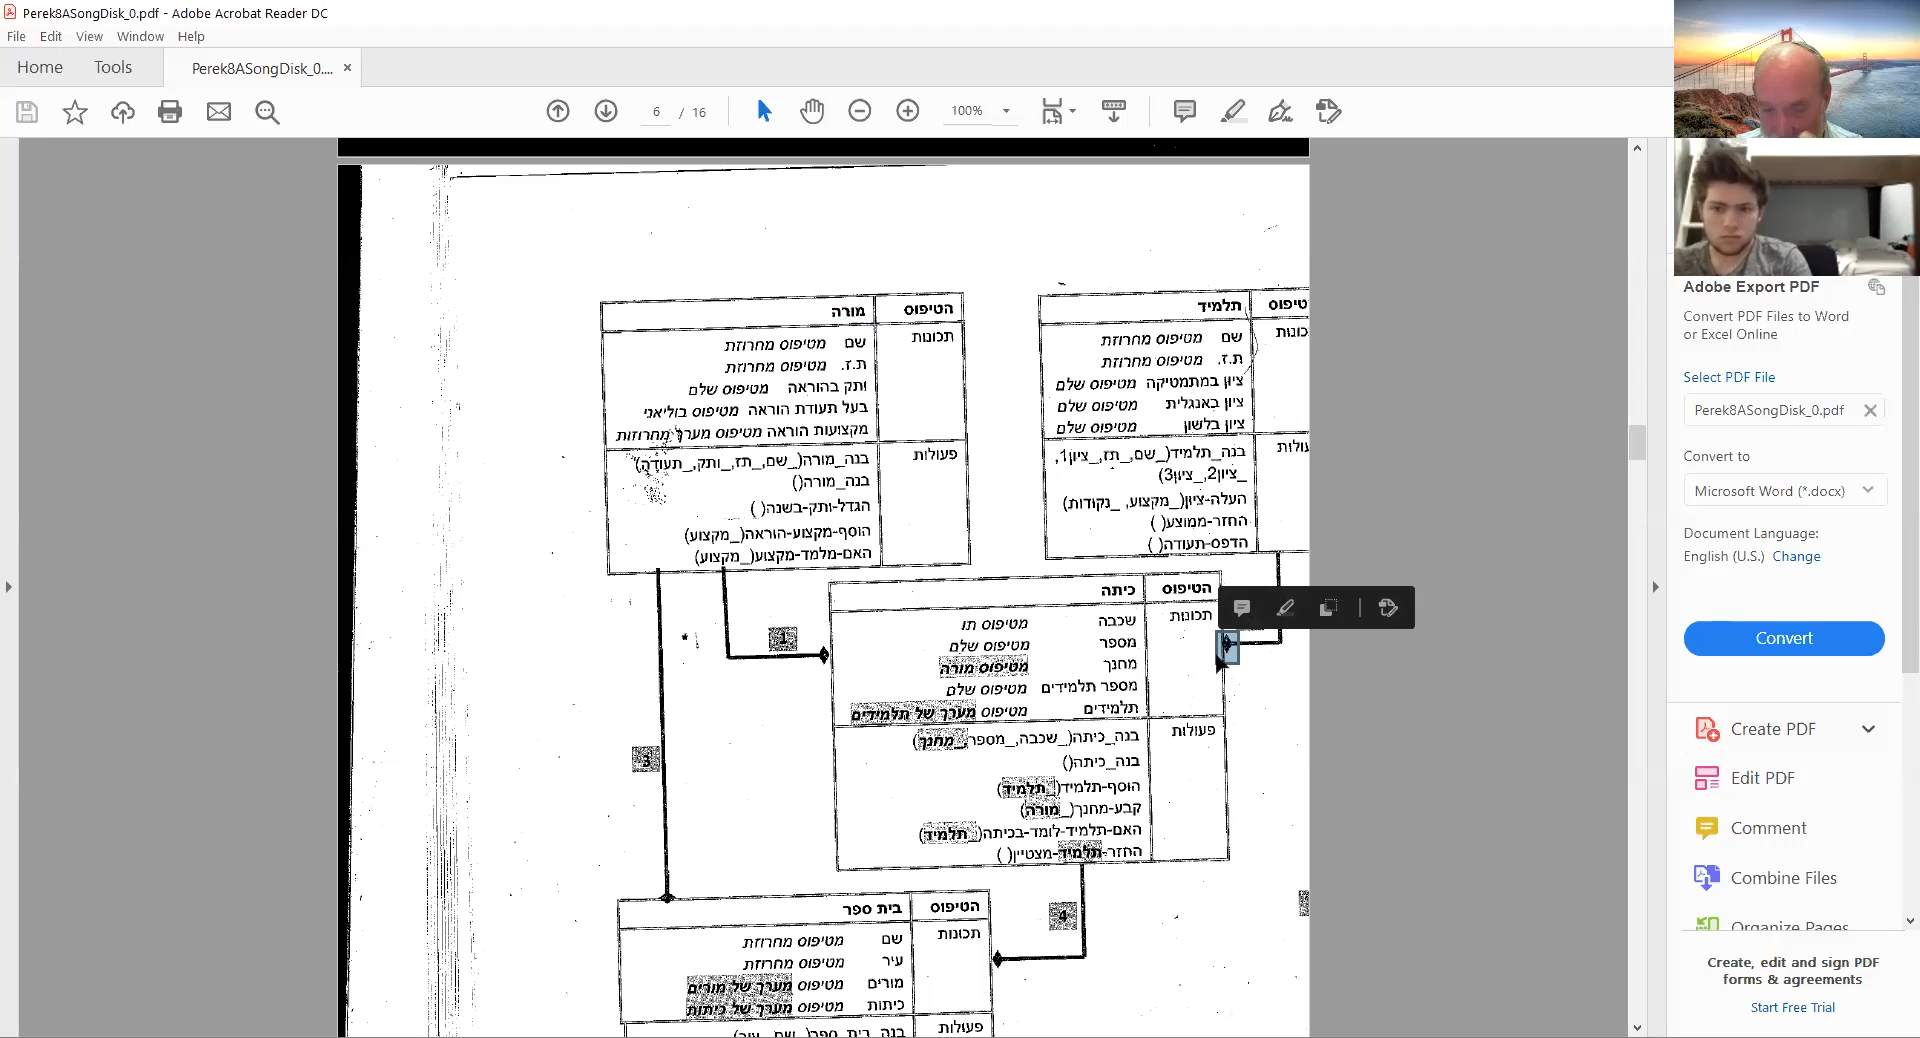 Perek8ASongDisk_0.pdf - Adobe Acrobat Reader DC
File Edit View Window Help
Home Tools Perek8ASongDisk_0.... ×
6 / 16 100%
הטיפוס מורה
תכונות שם מטיפוס מחרוזת
ת.ז. מטיפוס מחרוזת
ותק בהוראה מטיפוס שלם
בעל תעודת הוראה מטיפוס בוליאני
מקצועות הוראה מטיפוס מערך מחרוזות
פעולות בנה_מורה(_שם,_תז,_ותק,_תעודה)
בנה_מורה()
הגדל-ותק-בשנה( )
הוסף-מקצוע-הוראה(_מקצוע)
האם-מלמד-מקצוע(_מקצוע)
טיפוס תלמיד
כונות שם מטיפוס מחרוזת
ת.ז. מטיפוס מחרוזת
ציון במתמטיקה מטיפוס שלם
ציון באנגלית מטיפוס שלם
ציון בלשון מטיפוס שלם
עולות בנה_תלמיד(_שם,_תז,_ציון1,
_ציון2,_ציון3)
העלה-ציון(_מקצוע, _נקודות)
החזר-ממוצע( )
הדפס-תעודה( )
1
3
4
הטיפוס כיתה
תכונות שכבה מטיפוס תו
מספר מטיפוס שלם
מחנך מטיפוס מורה
מספר תלמידים מטיפוס שלם
תלמידים מטיפוס מערך של תלמידים
פעולות בנה_כיתה(_שכבה,_מספר,_מחנך)
בנה_כיתה()
הוסף-תלמיד(_תלמיד)
קבע-מחנך(_מורה)
האם-תלמיד-לומד-בכיתה(_תלמיד)
החזר-תלמיד-מצטיין( )
הטיפוס בית ספר
תכונות שם מטיפוס מחרוזת
עיר מטיפוס מחרוזת
מורים מטיפוס מערך של מורים
כיתות מטיפוס מערך של כיתות
פעולות בנה_בית_ספר(_שם,_עיר)
Adobe Export PDF
Convert PDF Files to Word
or Excel Online
Select PDF File
Perek8ASongDisk_0.pdf
Convert to
Microsoft Word (*.docx)
Document Language:
English (U.S.) Change
Convert
Create PDF
Edit PDF
Comment
Combine Files
Organize Pages
Create, edit and sign PDF
forms & agreements
Start Free Trial